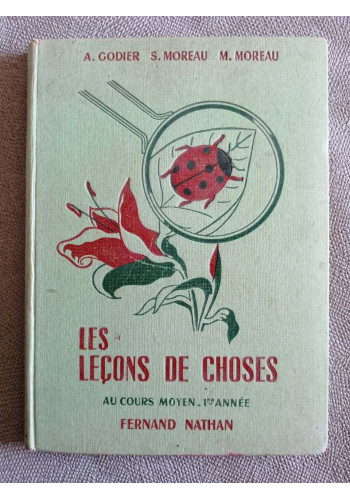 A. GODIER S. MOREAU M. MOREAU
LES
LEÇONS DE CHOSES
AU COURS MOYEN - 1re ANNÉE
FERNAND NATHAN